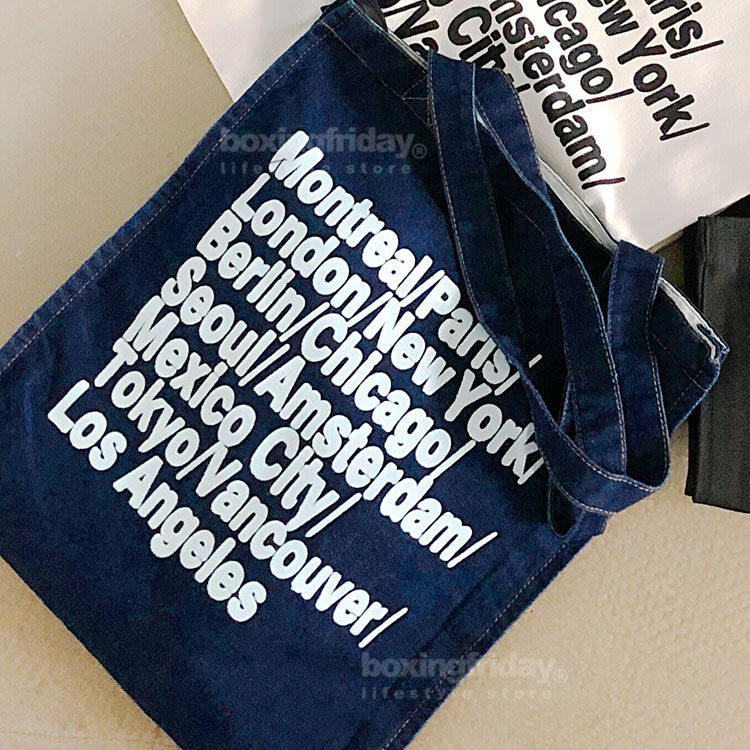 boxingfriday®
lifestyle store
Montreal/Paris/
London/New York/
Berlin/Chicago/
Seoul/Amsterdam/
Mexico City/
Tokyo/Vancouver/
Los Angeles
Paris/
New York/
Chicago/
Amsterdam/
City/
boxingfriday®
lifestyle store